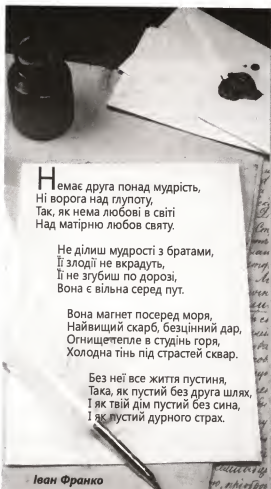 Немає друга понад мудрість,
Ні ворога над глупоту,
Так, як нема любові в світі
Над матірню любов святу.
Не ділиш мудрості з братами,
Її злодії не вкрадуть,
Її не згубиш по дорозі,
Вона є вільна серед пут.
Вона магнет посеред моря,
Найвищий скарб, безцінний дар,
Огнище тепле в студінь горя,
Холодна тінь під страстей сквар.
Без неї все життя пустиня,
Така, як пустий без друга шлях,
І як твій дім пустий без сина,
І як пустий дурного страх.
Іван Франко